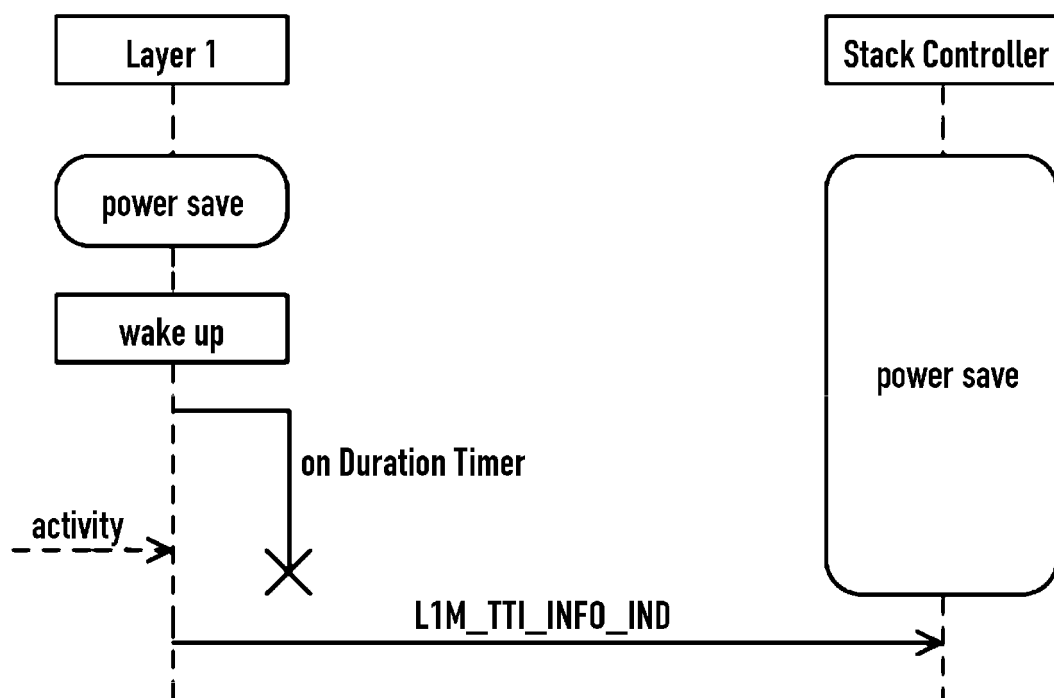 Layer 1
Stack Controller
power save
wake up
power save
on Duration Timer
activity
L1M_TTI_INFO_IND